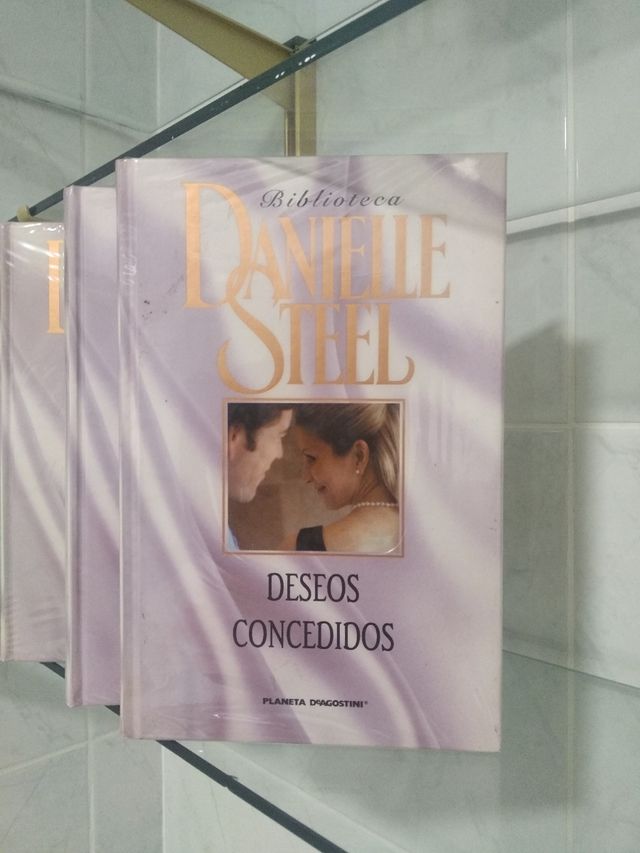 Biblioteca
DANIELLE
STEEL
DESEOS
CONCEDIDOS
PLANETA DEAGOSTINI®